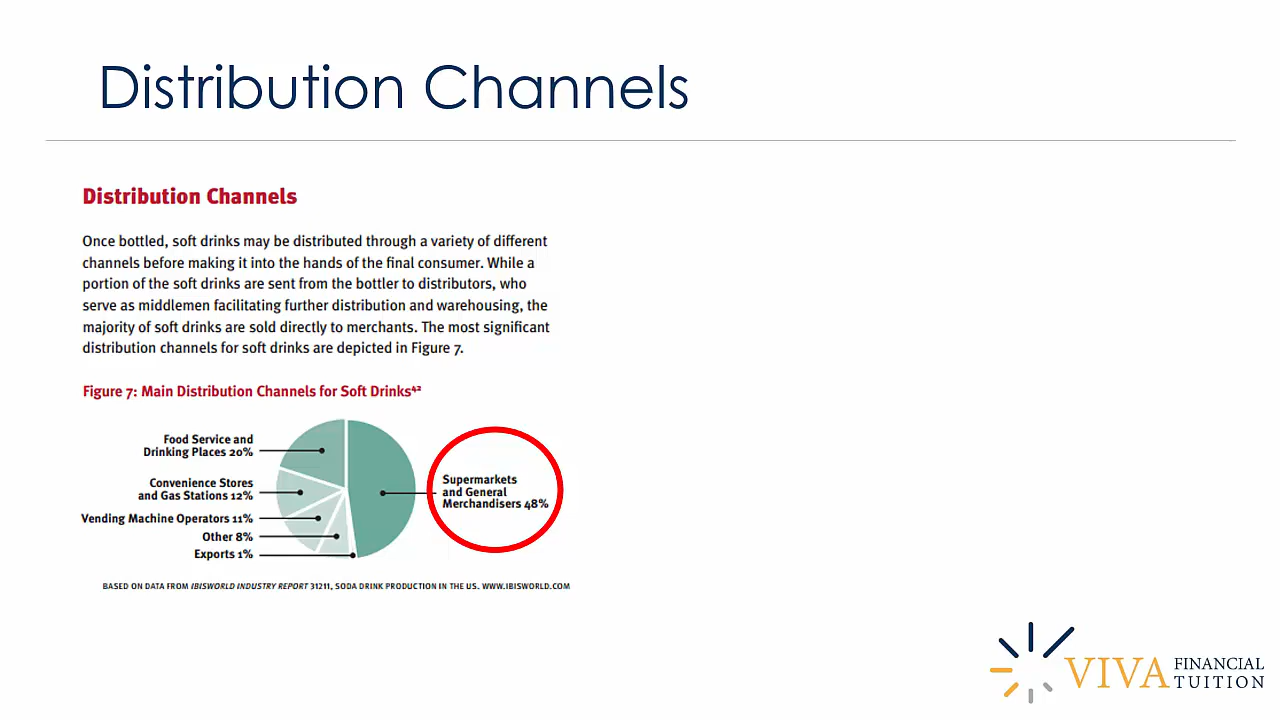 Distribution Channels
Distribution Channels
Once bottled, soft drinks may be distributed through a variety of different
channels before making it into the hands of the final consumer. While a
portion of the soft drinks are sent from the bottler to distributors, who
serve as middlemen facilitating further distribution and warehousing, the
majority of soft drinks are sold directly to merchants. The most significant
distribution channels for soft drinks are depicted in Figure 7.
Figure 7: Main Distribution Channels for Soft Drinks⁴²
Food Service and
Drinking Places 20%
Convenience Stores
and Gas Stations 12%
Vending Machine Operators 11%
Other 8%
Exports 1%
Supermarkets
and General
Merchandisers 48%
BASED ON DATA FROM IBISWORLD INDUSTRY REPORT 31211, SODA DRINK PRODUCTION IN THE US. WWW.IBISWORLD.COM
VIVA FINANCIAL
TUITION